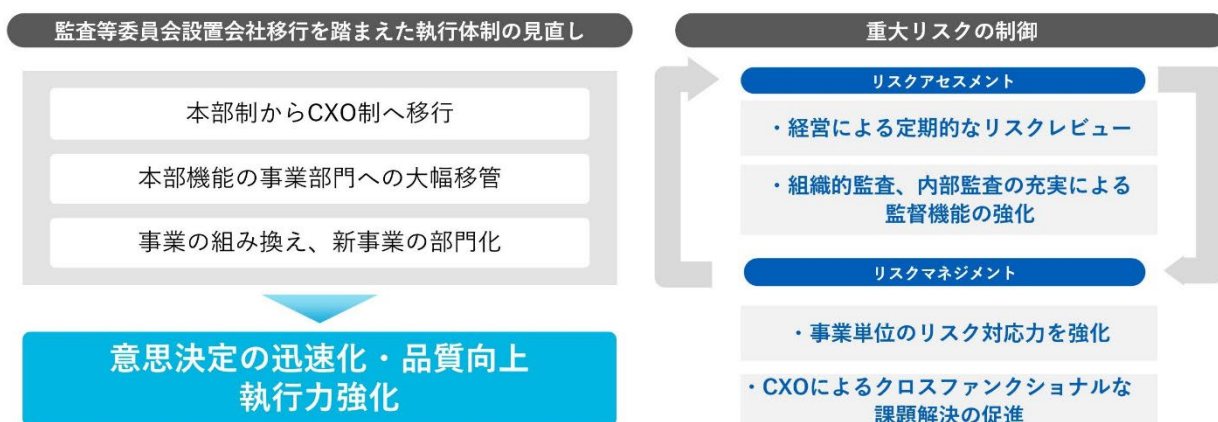 監査等委員会設置会社移行を踏まえた執行体制の見直し
本部制からCXO制へ移行
本部機能の事業部門への大幅移管
事業の組み換え、新事業の部門化
意思決定の迅速化・品質向上
執行力強化
重大リスクの制御
リスクアセスメント
・経営による定期的なリスクレビュー
・組織的監査、内部監査の充実による
監督機能の強化
リスクマネジメント
・事業単位のリスク対応力を強化
・CXOによるクロスファンクショナルな
課題解決の促進